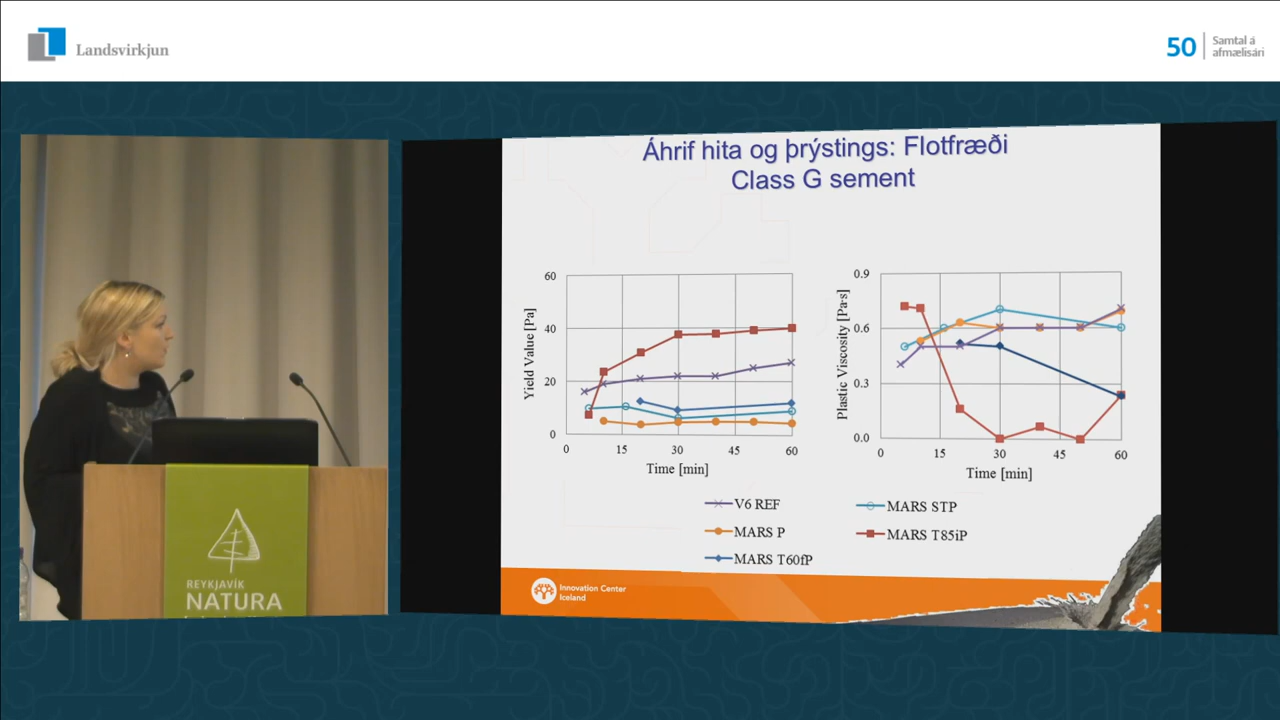 Landsvirkjun
50
Samtal á
afmælisári
Áhrif hita og þrýstings: Flotfræði
Class G sement
Yield Value [Pa]
60
40
20
0
0 15 30 45 60
Time [min]
Plastic Viscosity [Pa·s]
0.9
0.6
0.3
0.0
0 15 30 45 60
Time [min]
V6 REF
MARS STP
MARS P
MARS T85iP
MARS T60fP
Innovation Center
Iceland
REYKJAVÍK
NATURA